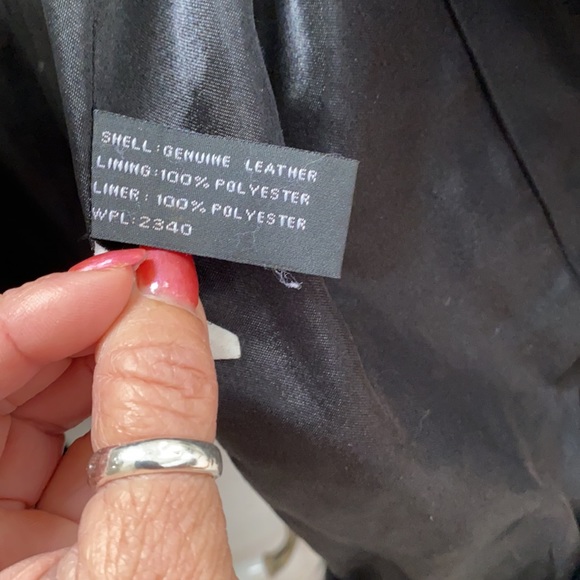 SHELL:GENUINE LEATHER
LINING:100% POLYESTER
LINER: 100% POLYESTER
WPL:2340